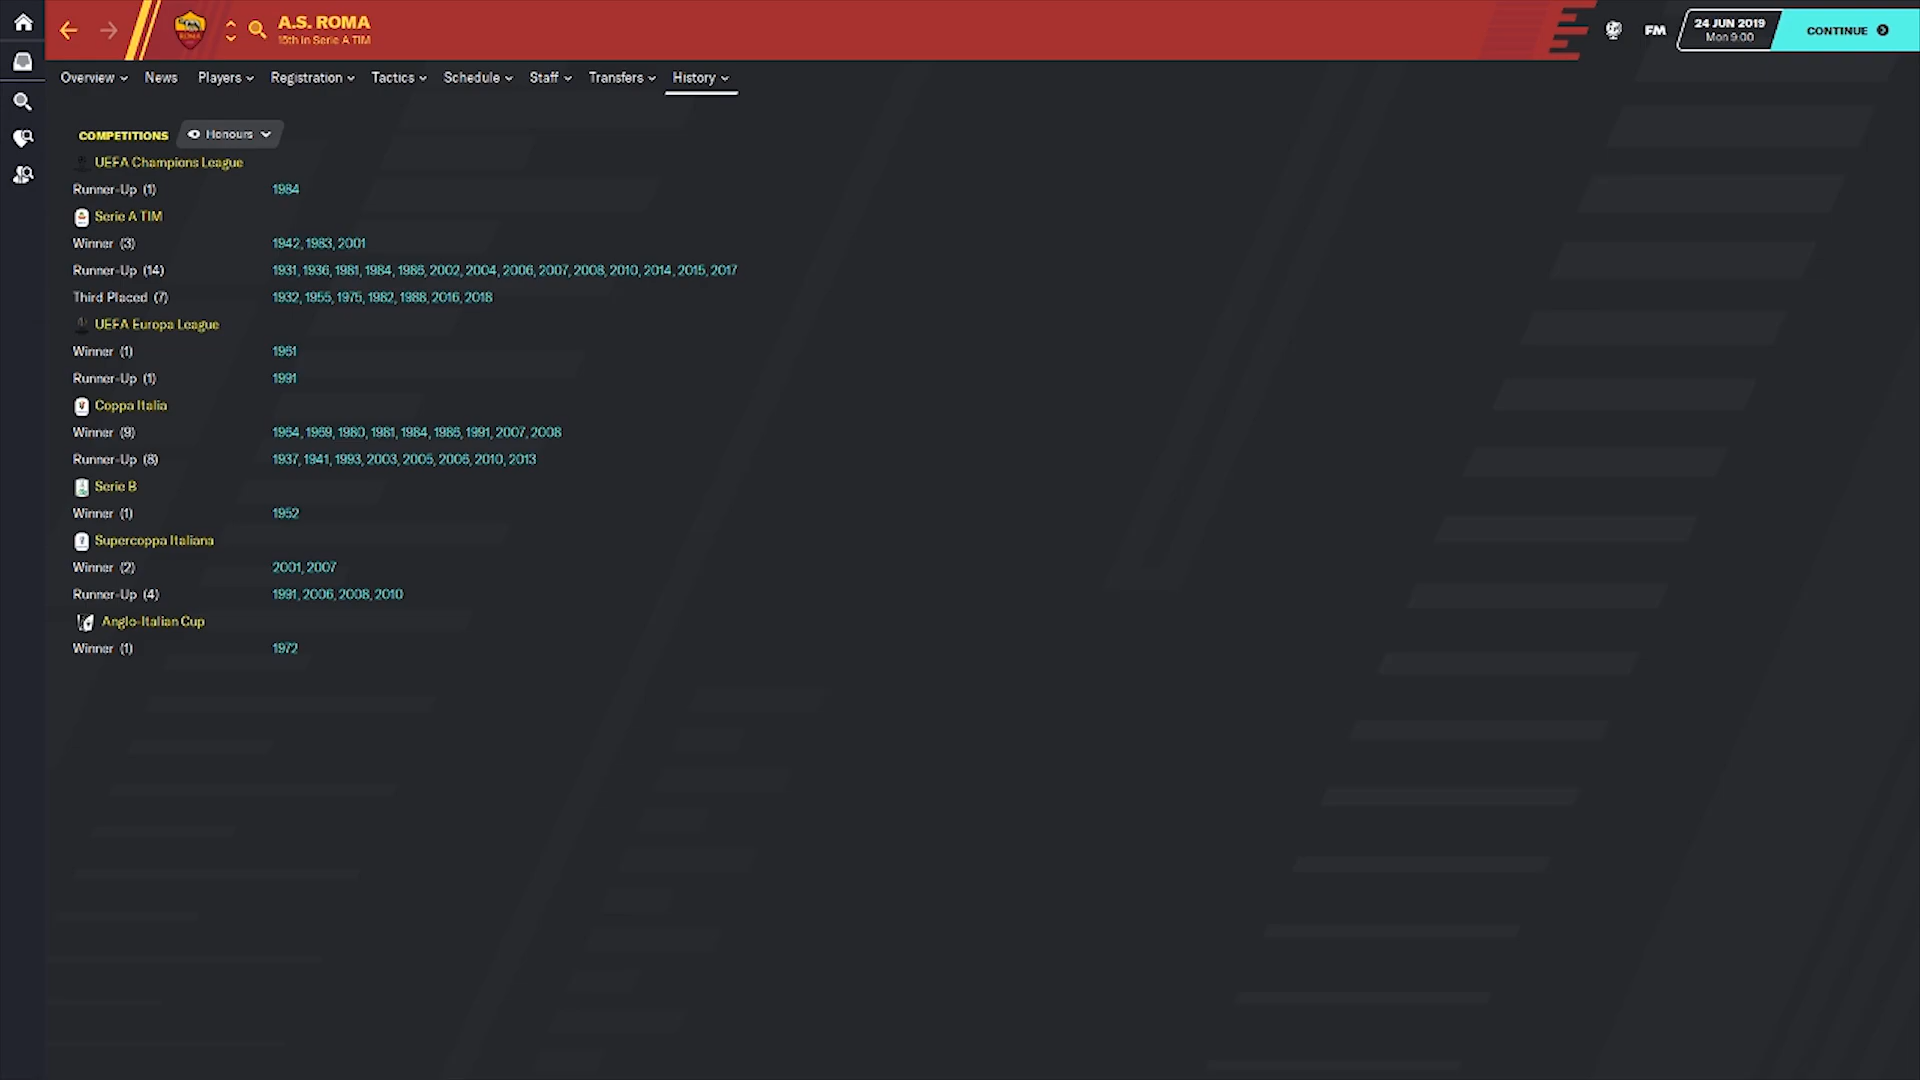 A.S. ROMA
15th in Serie A TIM
FM
24 JUN 2019
Mon 9:00
CONTINUE
Overview News Players Registration Tactics Schedule Staff Transfers History
COMPETITIONS Honours
UEFA Champions League
Runner-Up (1) 1984
Serie A TIM
Winner (3) 1942, 1983, 2001
Runner-Up (14) 1931, 1936, 1981, 1984, 1986, 2002, 2004, 2006, 2007, 2008, 2010, 2014, 2015, 2017
Third Placed (7) 1932, 1955, 1975, 1982, 1988, 2016, 2018
UEFA Europa League
Winner (1) 1961
Runner-Up (1) 1991
Coppa Italia
Winner (9) 1964, 1969, 1980, 1981, 1984, 1986, 1991, 2007, 2008
Runner-Up (8) 1937, 1941, 1993, 2003, 2005, 2006, 2010, 2013
Serie B
Winner (1) 1952
Supercoppa Italiana
Winner (2) 2001, 2007
Runner-Up (4) 1991, 2006, 2008, 2010
Anglo-Italian Cup
Winner (1) 1972